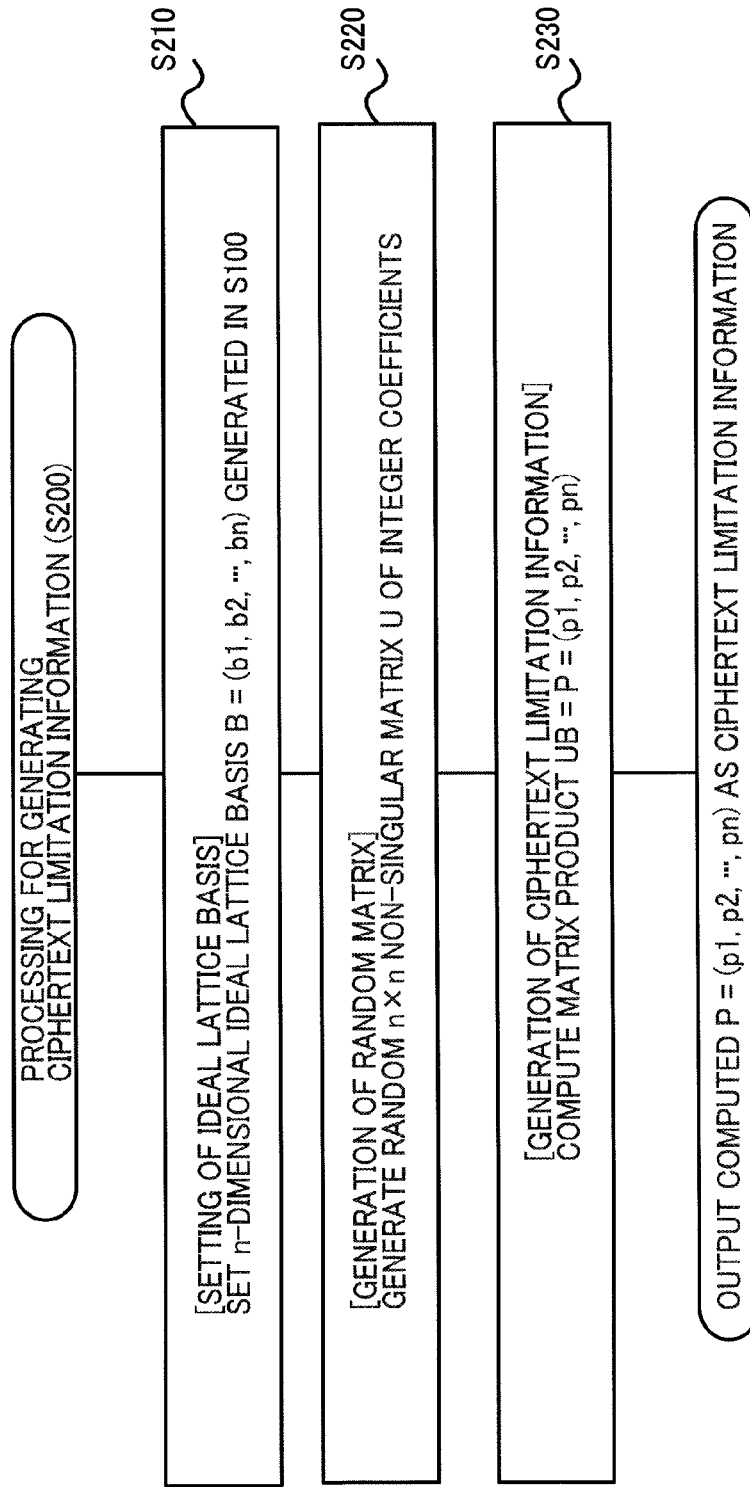 PROCESSING FOR GENERATING
CIPHERTEXT LIMITATION INFORMATION (S200)
S210
[SETTING OF IDEAL LATTICE BASIS]
SET n-DIMENSIONAL IDEAL LATTICE BASIS B = (b1, b2, ···, bn) GENERATED IN S100
S220
[GENERATION OF RANDOM MATRIX]
GENERATE RANDOM n×n NON-SINGULAR MATRIX U OF INTEGER COEFFICIENTS
S230
[GENERATION OF CIPHERTEXT LIMITATION INFORMATION]
COMPUTE MATRIX PRODUCT UB = P = (p1, p2, ···, pn)
OUTPUT COMPUTED P = (p1, p2, ···, pn) AS CIPHERTEXT LIMITATION INFORMATION